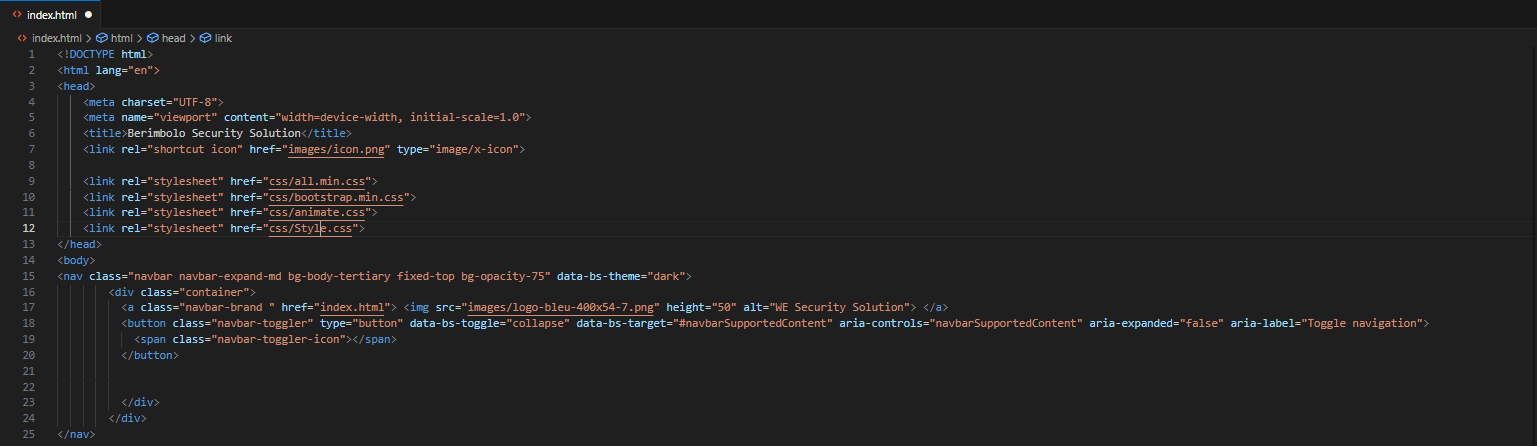 index.html
index.html > html > head > link
1 <!DOCTYPE html>
2 <html lang="en">
3 <head>
4 <meta charset="UTF-8">
5 <meta name="viewport" content="width=device-width, initial-scale=1.0">
6 <title>Berimbolo Security Solution</title>
7 <link rel="shortcut icon" href="images/icon.png" type="image/x-icon">
8
9 <link rel="stylesheet" href="css/all.min.css">
10 <link rel="stylesheet" href="css/bootstrap.min.css">
11 <link rel="stylesheet" href="css/animate.css">
12 <link rel="stylesheet" href="css/Style.css">
13 </head>
14 <body>
15 <nav class="navbar navbar-expand-md bg-body-tertiary fixed-top bg-opacity-75" data-bs-theme="dark">
16 <div class="container">
17 <a class="navbar-brand " href="index.html"> <img src="images/logo-bleu-400x54-7.png" height="50" alt="WE Security Solution"> </a>
18 <button class="navbar-toggler" type="button" data-bs-toggle="collapse" data-bs-target="#navbarSupportedContent" aria-controls="navbarSupportedContent" aria-expanded="false" aria-label="Toggle navigation">
19 <span class="navbar-toggler-icon"></span>
20 </button>
21
22
23 </div>
24 </div>
25 </nav>